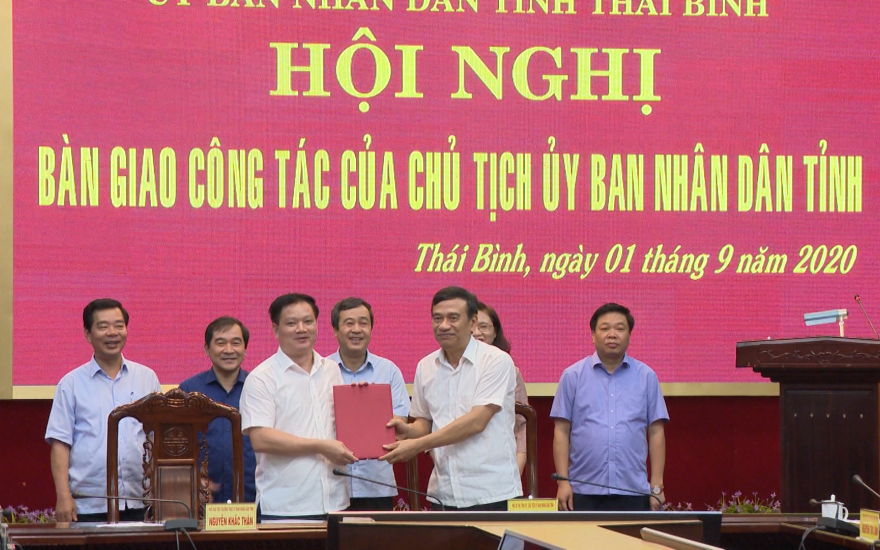 ỦY BAN NHÂN DÂN TỈNH THÁI BÌNH
HỘI NGHỊ
BÀN GIAO CÔNG TÁC CỦA CHỦ TỊCH ỦY BAN NHÂN DÂN TỈNH
Thái Bình, ngày 01 tháng 9 năm 2020
NGUYỄN KHẮC THẬN